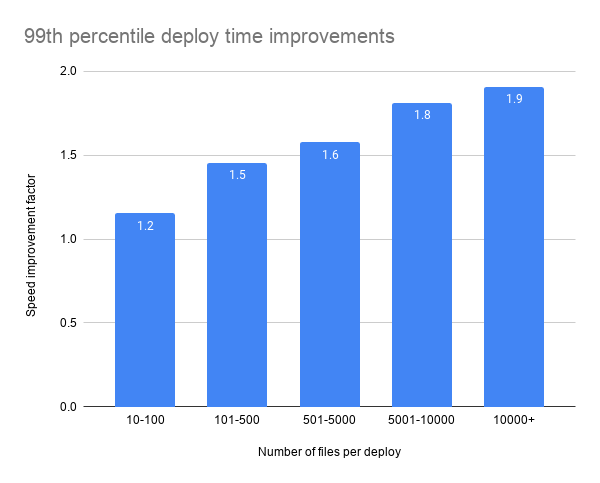 99th percentile deploy time improvements
2.0
1.5
1.0
0.5
0.0
Speed improvement factor
1.2
1.5
1.6
1.8
1.9
10-100 101-500 501-5000 5001-10000 10000+
Number of files per deploy